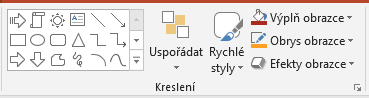 Uspořádat
Rychlé
styly
Výplň obrazce
Obrys obrazce
Efekty obrazce
Kreslení